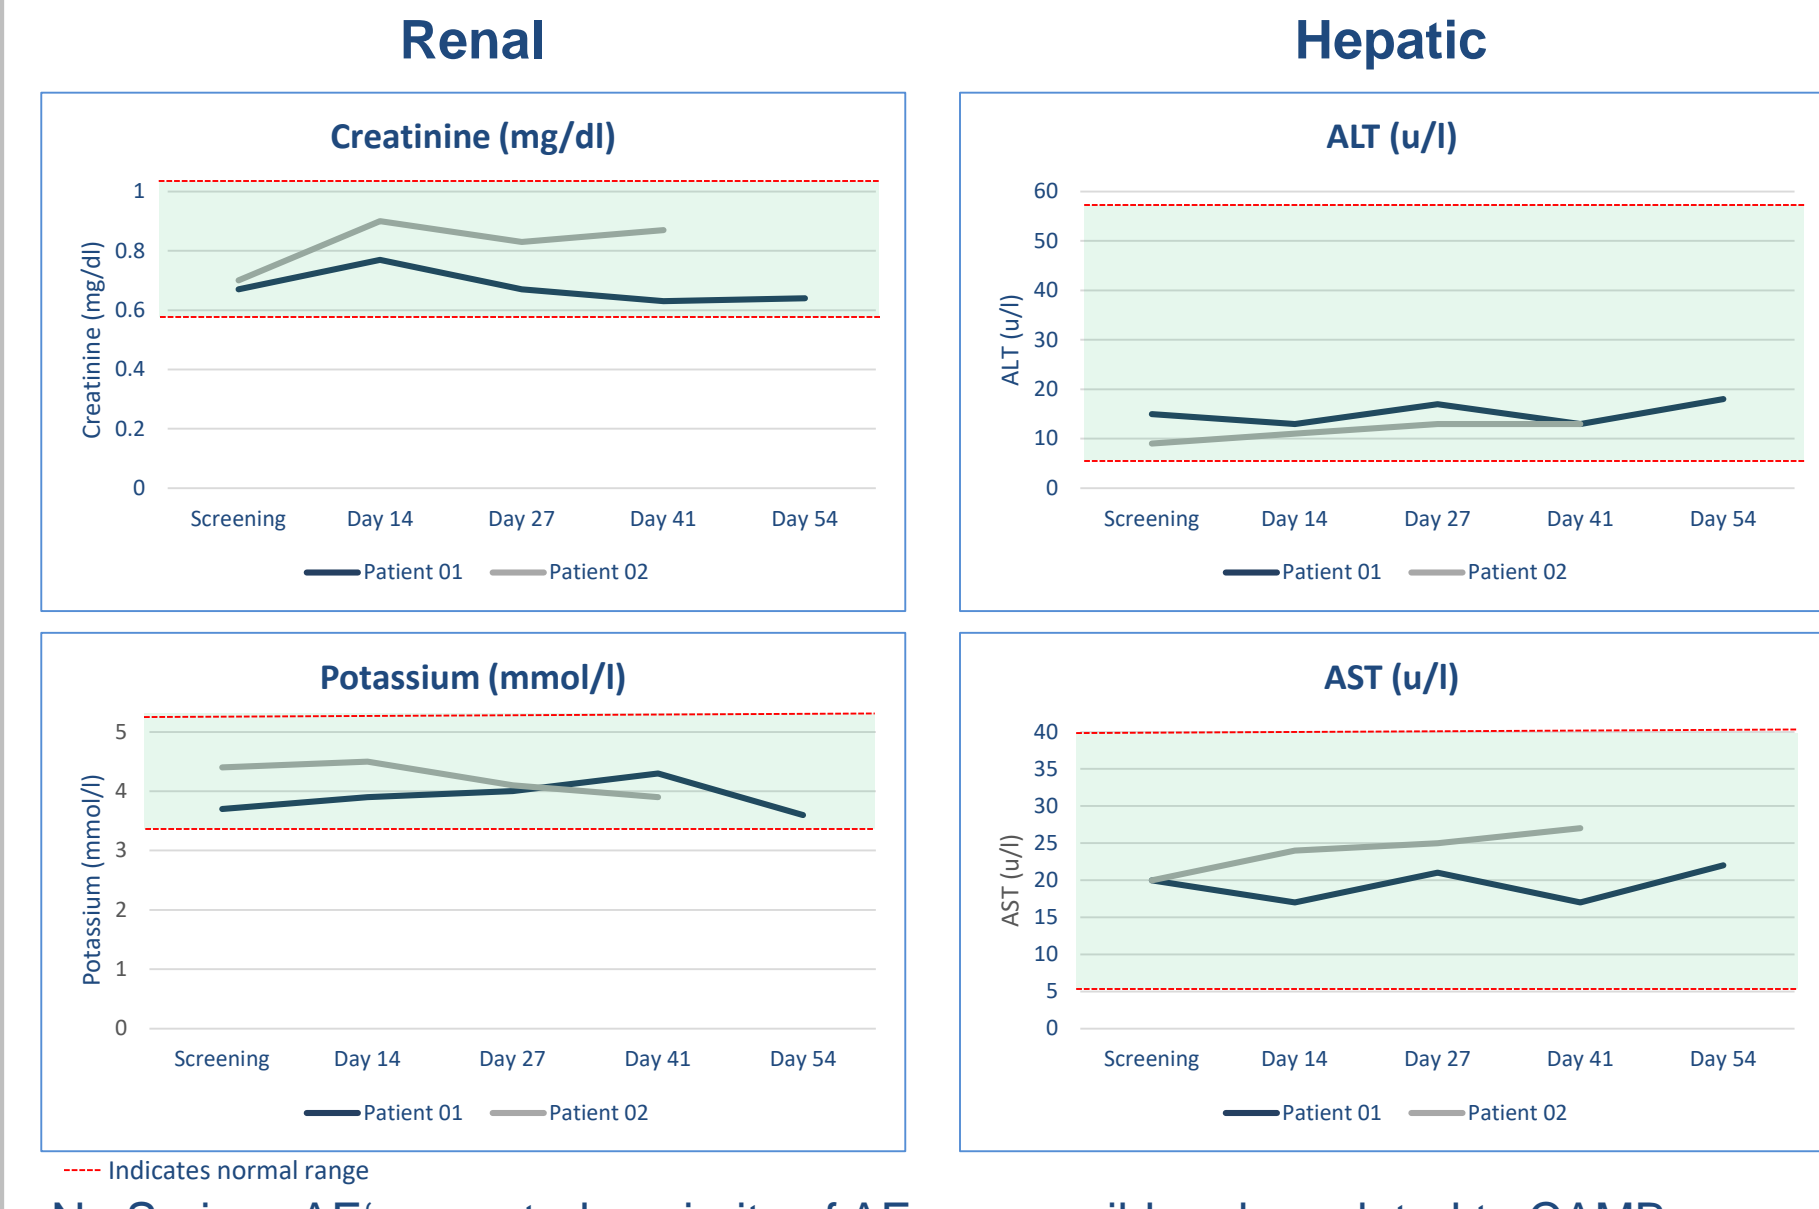 Renal
Hepatic
Creatinine (mg/dl)
Creatinine (mg/dl)
1
0.8
0.6
0.4
0.2
0
Screening Day 14 Day 27 Day 41 Day 54
Patient 01 Patient 02
ALT (u/l)
ALT (u/l)
60
50
40
30
20
10
0
Screening Day 14 Day 27 Day 41 Day 54
Patient 01 Patient 02
Potassium (mmol/l)
Potassium (mmol/l)
5
4
3
2
1
0
Screening Day 14 Day 27 Day 41 Day 54
Patient 01 Patient 02
AST (u/l)
AST (u/l)
40
35
30
25
20
15
10
5
0
Screening Day 14 Day 27 Day 41 Day 54
Patient 01 Patient 02
Indicates normal range